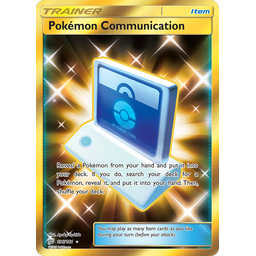 TRAINER
Item
Pokémon Communication
Reveal a Pokémon from your hand and put it into
your deck. If you do, search your deck for a
Pokémon, reveal it, and put it into your hand. Then,
shuffle your deck.
You may play as many Item cards as you like
during your turn (before your attack).